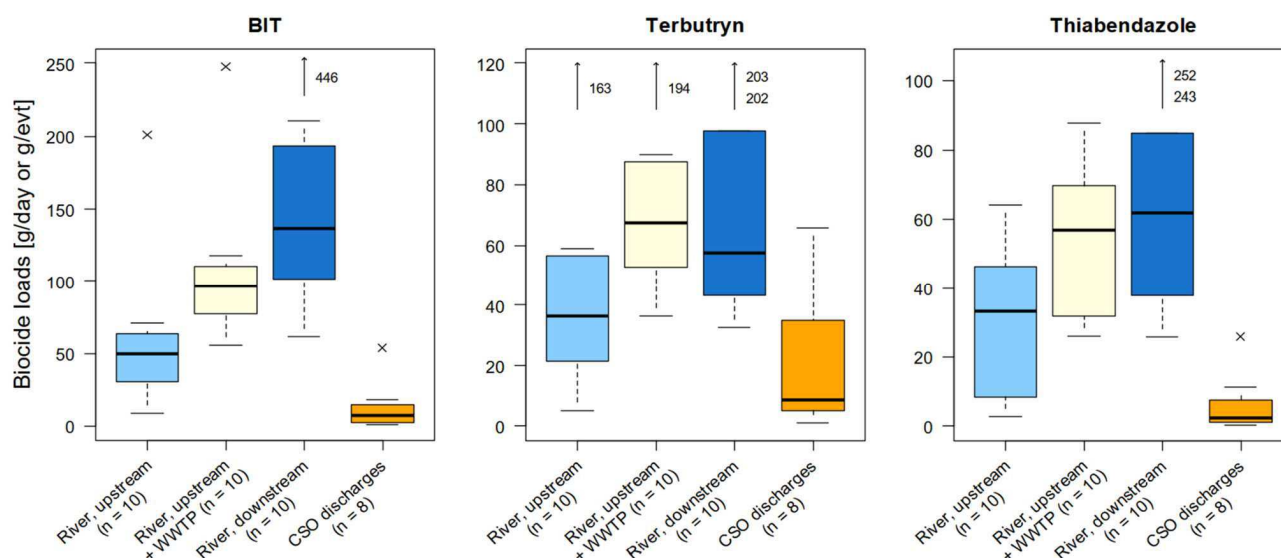 BIT
Terbutryn
Thiabendazole
Biocide loads [g/day or g/evt]
250
200
150
100
50
0
446
River, upstream
(n = 10)
River, upstream
+ WWTP (n = 10)
River, downstream
(n = 10)
CSO discharges
(n = 8)
120
100
80
60
40
20
0
163
194
203
202
River, upstream
(n = 10)
River, upstream
+ WWTP (n = 10)
River, downstream
(n = 10)
CSO discharges
(n = 8)
100
80
60
40
20
0
252
243
River, upstream
(n = 10)
River, upstream
+ WWTP (n = 10)
River, downstream
(n = 10)
CSO discharges
(n = 8)